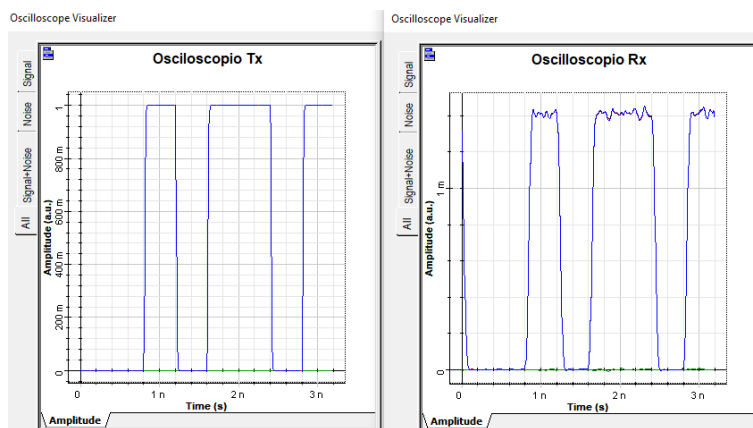 Oscilloscope Visualizer
Osciloscopio Tx
Signal
Noise
Signal+Noise
All
Amplitude (a.u.)
1
800 m
600 m
400 m
200 m
0
0
1 n
2 n
3 n
Time (s)
Amplitude
Oscilloscope Visualizer
Oscilloscopio Rx
Signal
Noise
Signal+Noise
All
Amplitude (a.u.)
1 m
0
0
1 n
2 n
3 n
Time (s)
Amplitude